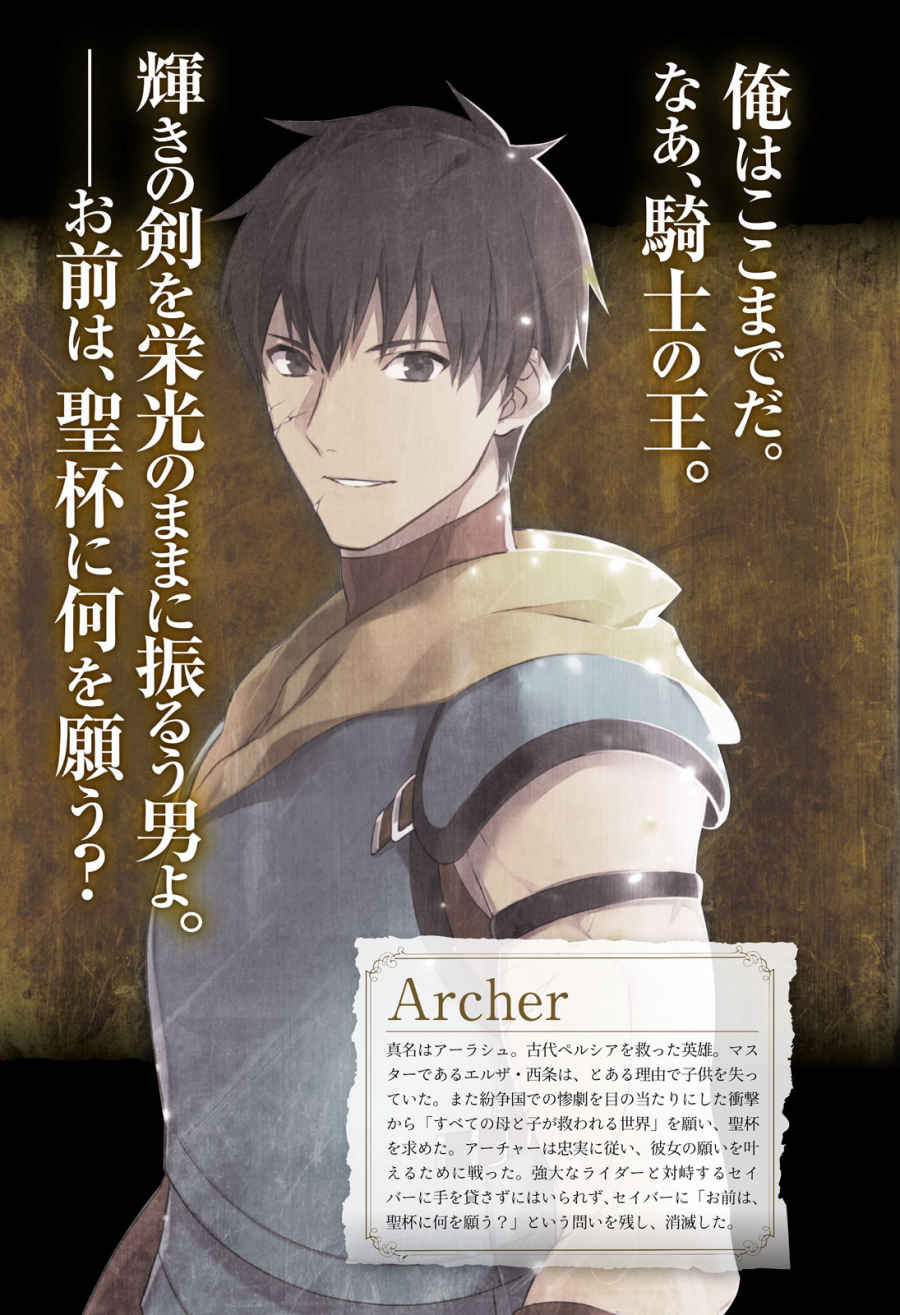 俺はここまでだ。
なあ、騎士の王。
輝きの剣を栄光のままに振るう男よ。
――お前は、聖杯に何を願う？
Archer
真名はアーラシュ。古代ペルシアを救った英雄。マス
ターであるエルザ・西条は、とある理由で子供を失っ
ていた。また紛争国での惨劇を目の当たりにした衝撃
から「すべての母と子が救われる世界」を願い、聖杯
を求めた。アーチャーは忠実に従い、彼女の願いを叶
えるために戦った。強大なライダーと対峙するセイ
バーに手を貸さずにはいられず、セイバーに「お前は、
聖杯に何を願う？」という問いを残し、消滅した。